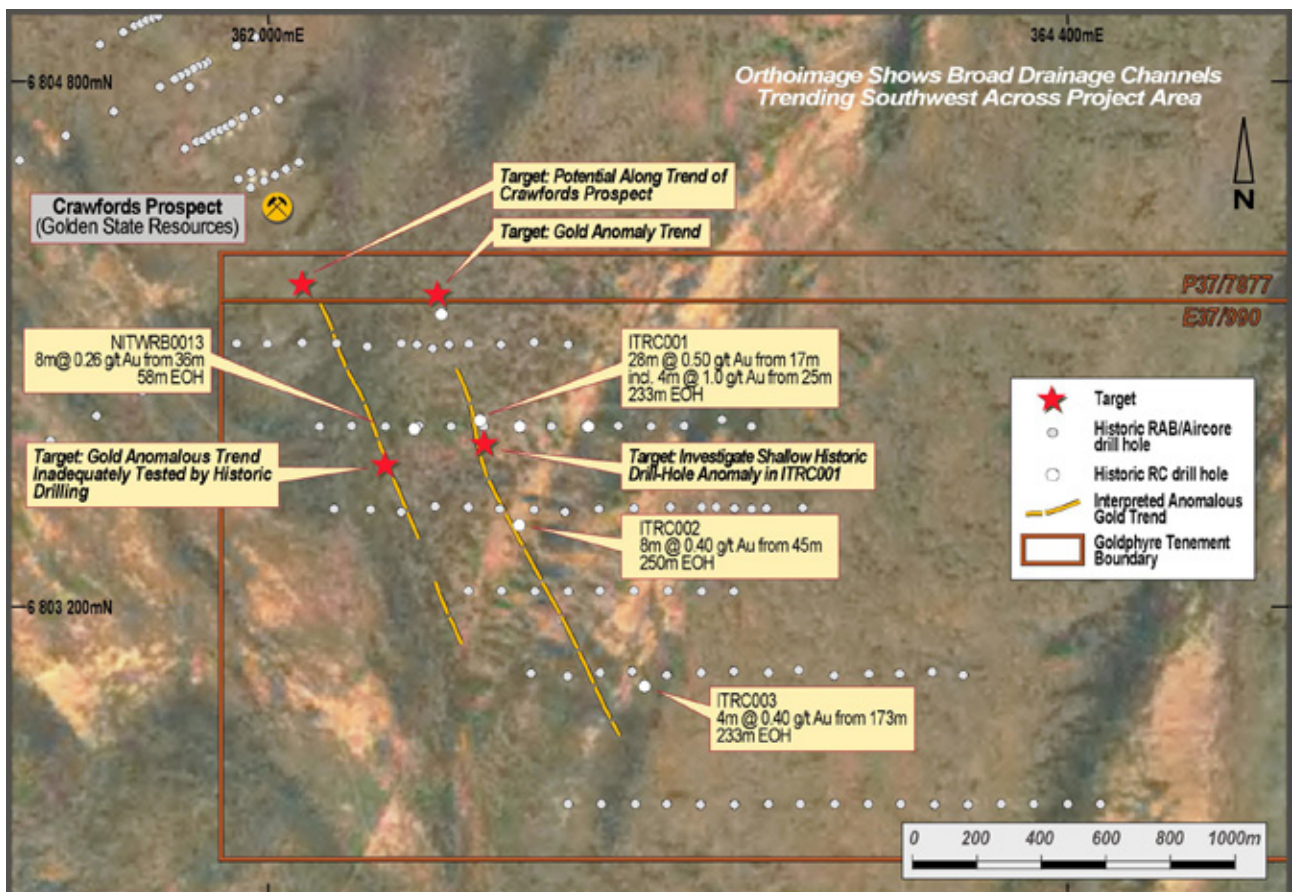 362 000mE
364 400mE
6 804 800mN
Orthoimage Shows Broad Drainage Channels
Trending Southwest Across Project Area
N
Target: Potential Along Trend of
Crawfords Prospect
Crawfords Prospect
(Golden State Resources)
Target: Gold Anomaly Trend
P37/7877
E37/990
NITWRB0013
8m@ 0.26 g/t Au from 36m
58m EOH
ITRC001
28m @ 0.50 g/t Au from 17m
incl. 4m @ 1.0 g/t Au from 25m
233m EOH
Target: Gold Anomalous Trend
Inadequately Tested by Historic
Drilling
Target: Investigate Shallow Historic
Drill-Hole Anomaly in ITRC001
Target
Historic RAB/Aircore
drill hole
Historic RC drill hole
Interpreted Anomalous
Gold Trend
Goldphyre Tenement
Boundary
ITRC002
8m @ 0.40 g/t Au from 45m
250m EOH
6 803 200mN
ITRC003
4m @ 0.40 g/t Au from 173m
233m EOH
0 200 400 600 800 1000m